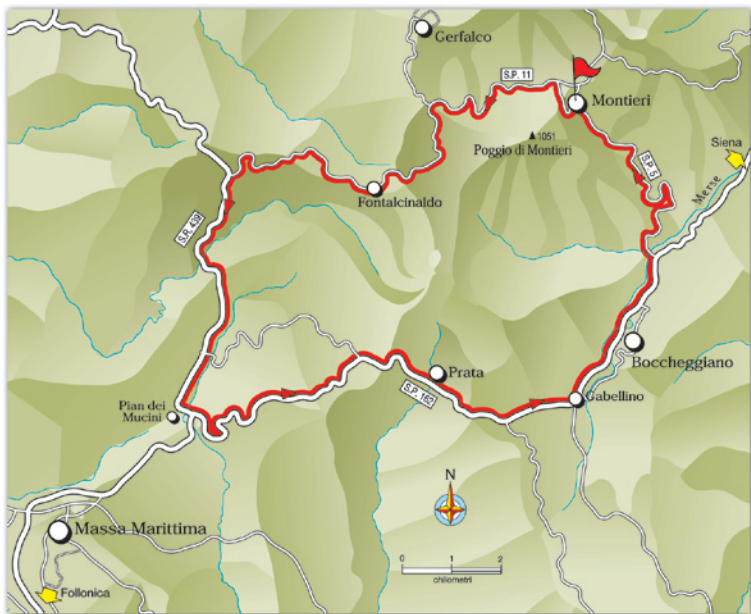 Gerfalco
S.P. 11
Montieri
1051
Poggio di Montieri
Siena
S.P. 5
Merse
Fontalcinaldo
S.R. 439
Boccheggiano
Prata
S.P. 162
Gabellino
Pian dei
Mucini
N
Massa Marittima
0 1 2
chilometri
Follonica